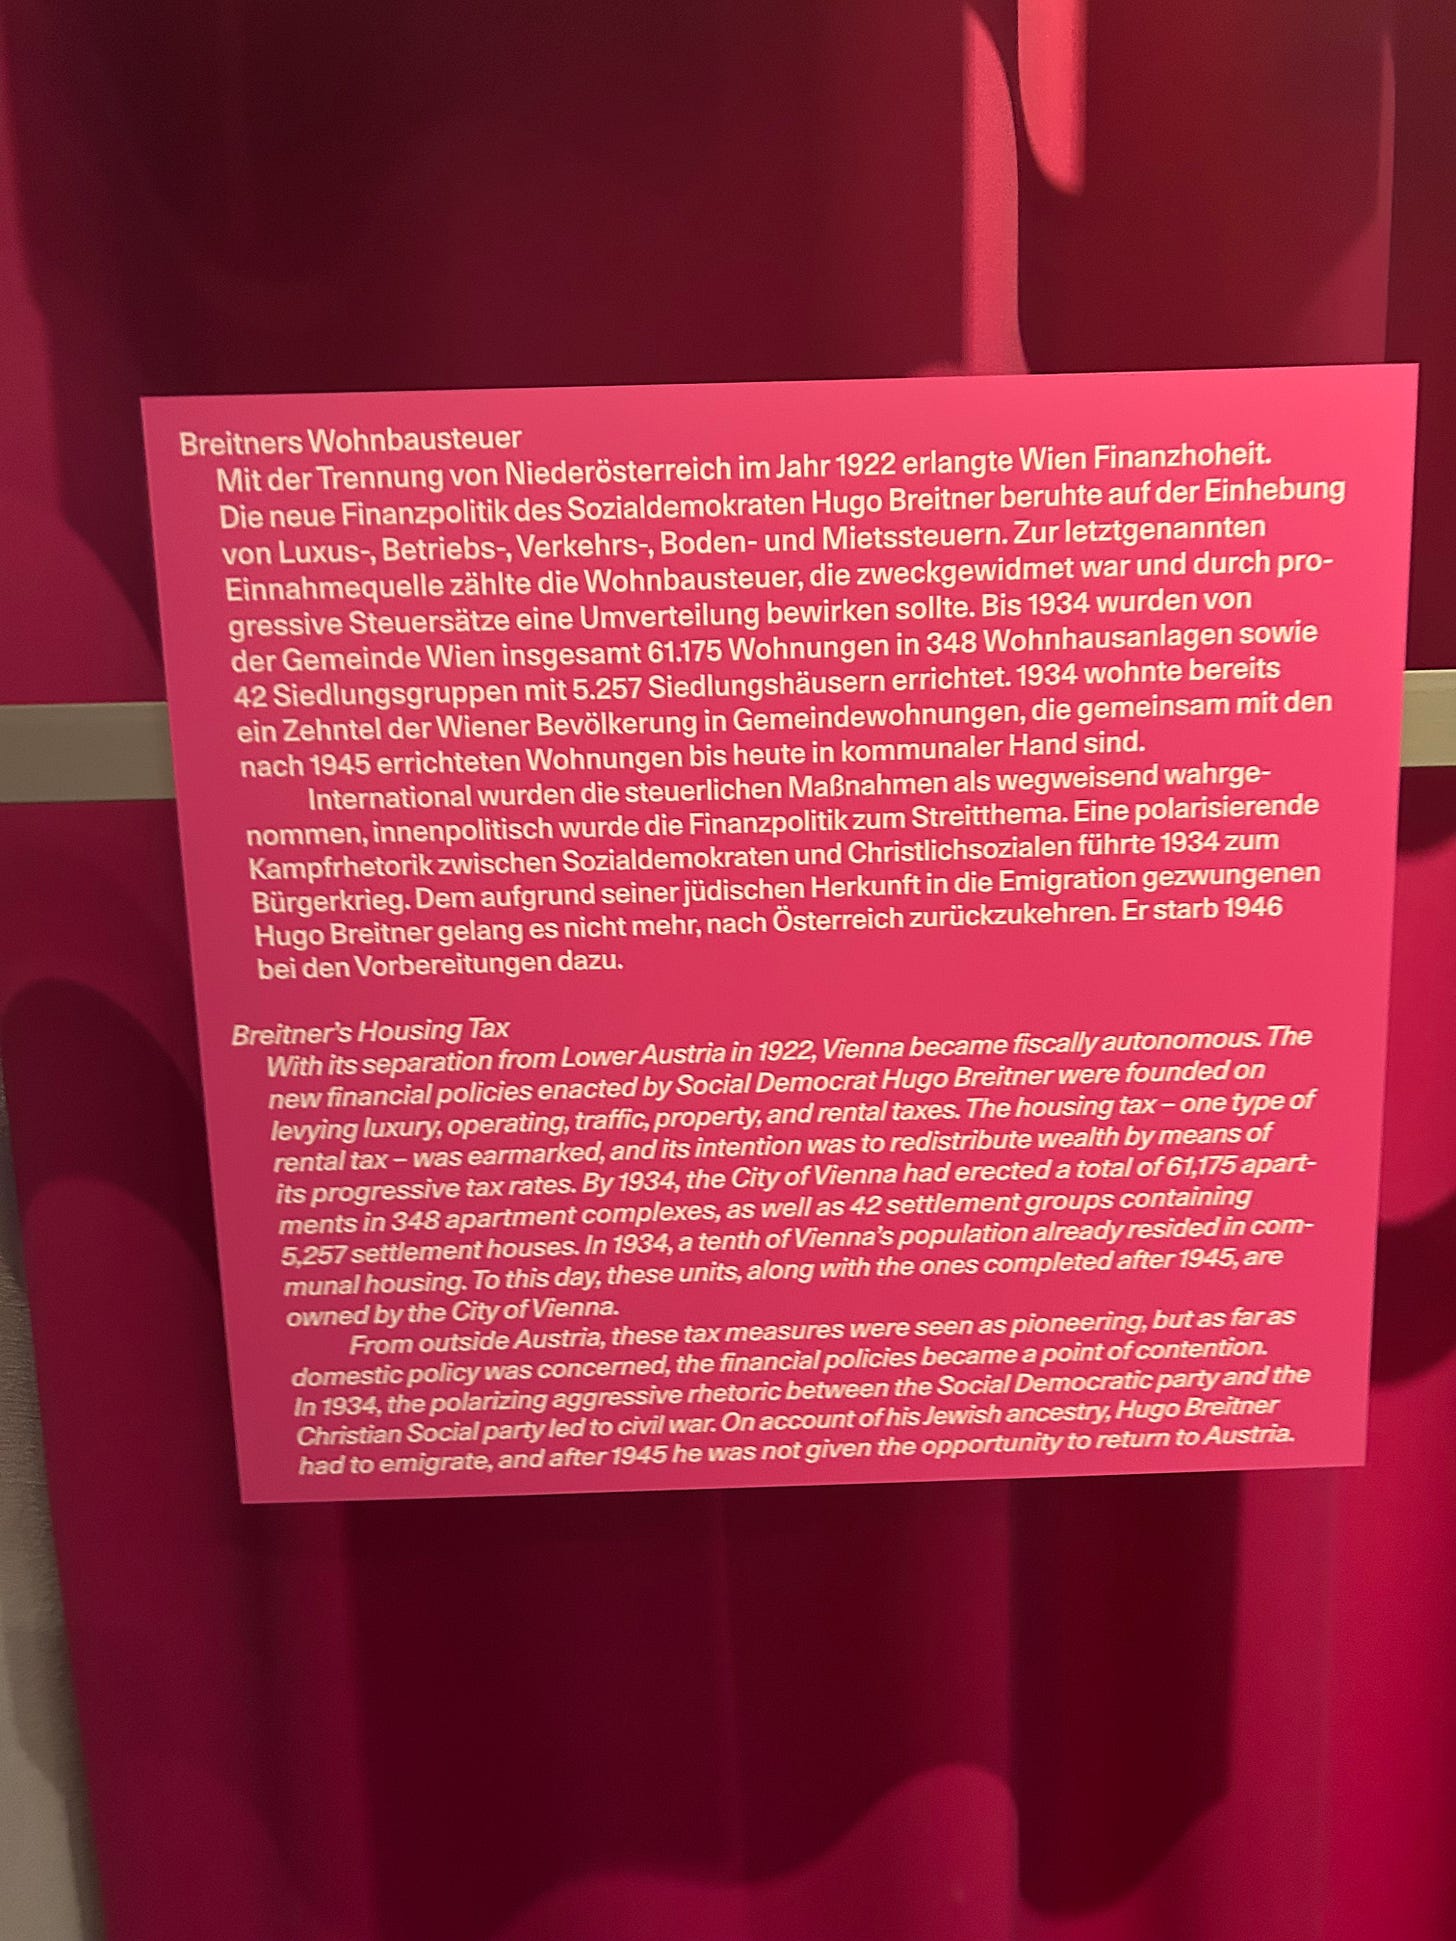 Breitners Wohnbausteuer
Mit der Trennung von Niederösterreich im Jahr 1922 erlangte Wien Finanzhoheit.
Die neue Finanzpolitik des Sozialdemokraten Hugo Breitner beruhte auf der Einhebung
von Luxus-, Betriebs-, Verkehrs-, Boden- und Mietssteuern. Zur letztgenannten
Einnahmequelle zählte die Wohnbausteuer, die zweckgewidmet war und durch pro-
gressive Steuersätze eine Umverteilung bewirken sollte. Bis 1934 wurden von
der Gemeinde Wien insgesamt 61.175 Wohnungen in 348 Wohnhausanlagen sowie
42 Siedlungsgruppen mit 5.257 Siedlungshäusern errichtet. 1934 wohnte bereits
ein Zehntel der Wiener Bevölkerung in Gemeindewohnungen, die gemeinsam mit den
nach 1945 errichteten Wohnungen bis heute in kommunaler Hand sind.
International wurden die steuerlichen Maßnahmen als wegweisend wahrge-
nommen, innenpolitisch wurde die Finanzpolitik zum Streitthema. Eine polarisierende
Kampfrhetorik zwischen Sozialdemokraten und Christlichsozialen führte 1934 zum
Bürgerkrieg. Dem aufgrund seiner jüdischen Herkunft in die Emigration gezwungenen
Hugo Breitner gelang es nicht mehr, nach Österreich zurückzukehren. Er starb 1946
bei den Vorbereitungen dazu.
Breitner's Housing Tax
With its separation from Lower Austria in 1922, Vienna became fiscally autonomous. The
new financial policies enacted by Social Democrat Hugo Breitner were founded on
levying luxury, operating, traffic, property, and rental taxes. The housing tax – one type of
rental tax – was earmarked, and its intention was to redistribute wealth by means of
its progressive tax rates. By 1934, the City of Vienna had erected a total of 61,175 apart-
ments in 348 apartment complexes, as well as 42 settlement groups containing
5,257 settlement houses. In 1934, a tenth of Vienna's population already resided in com-
munal housing. To this day, these units, along with the ones completed after 1945, are
owned by the City of Vienna.
From outside Austria, these tax measures were seen as pioneering, but as far as
domestic policy was concerned, the financial policies became a point of contention.
In 1934, the polarizing aggressive rhetoric between the Social Democratic party and the
Christian Social party led to civil war. On account of his Jewish ancestry, Hugo Breitner
had to emigrate, and after 1945 he was not given the opportunity to return to Austria.